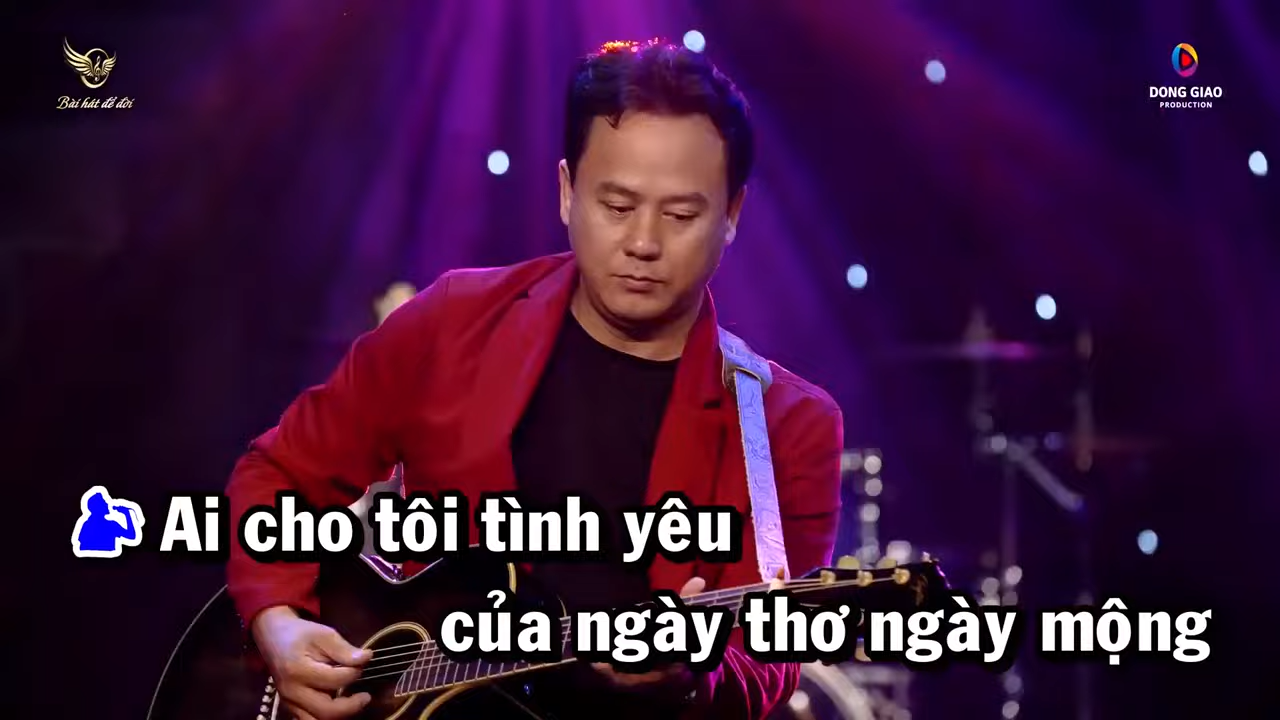 Bài hát để đời
DONG GIAO
PRODUCTION
Ai cho tôi tình yêu
của ngày thơ ngày mộng